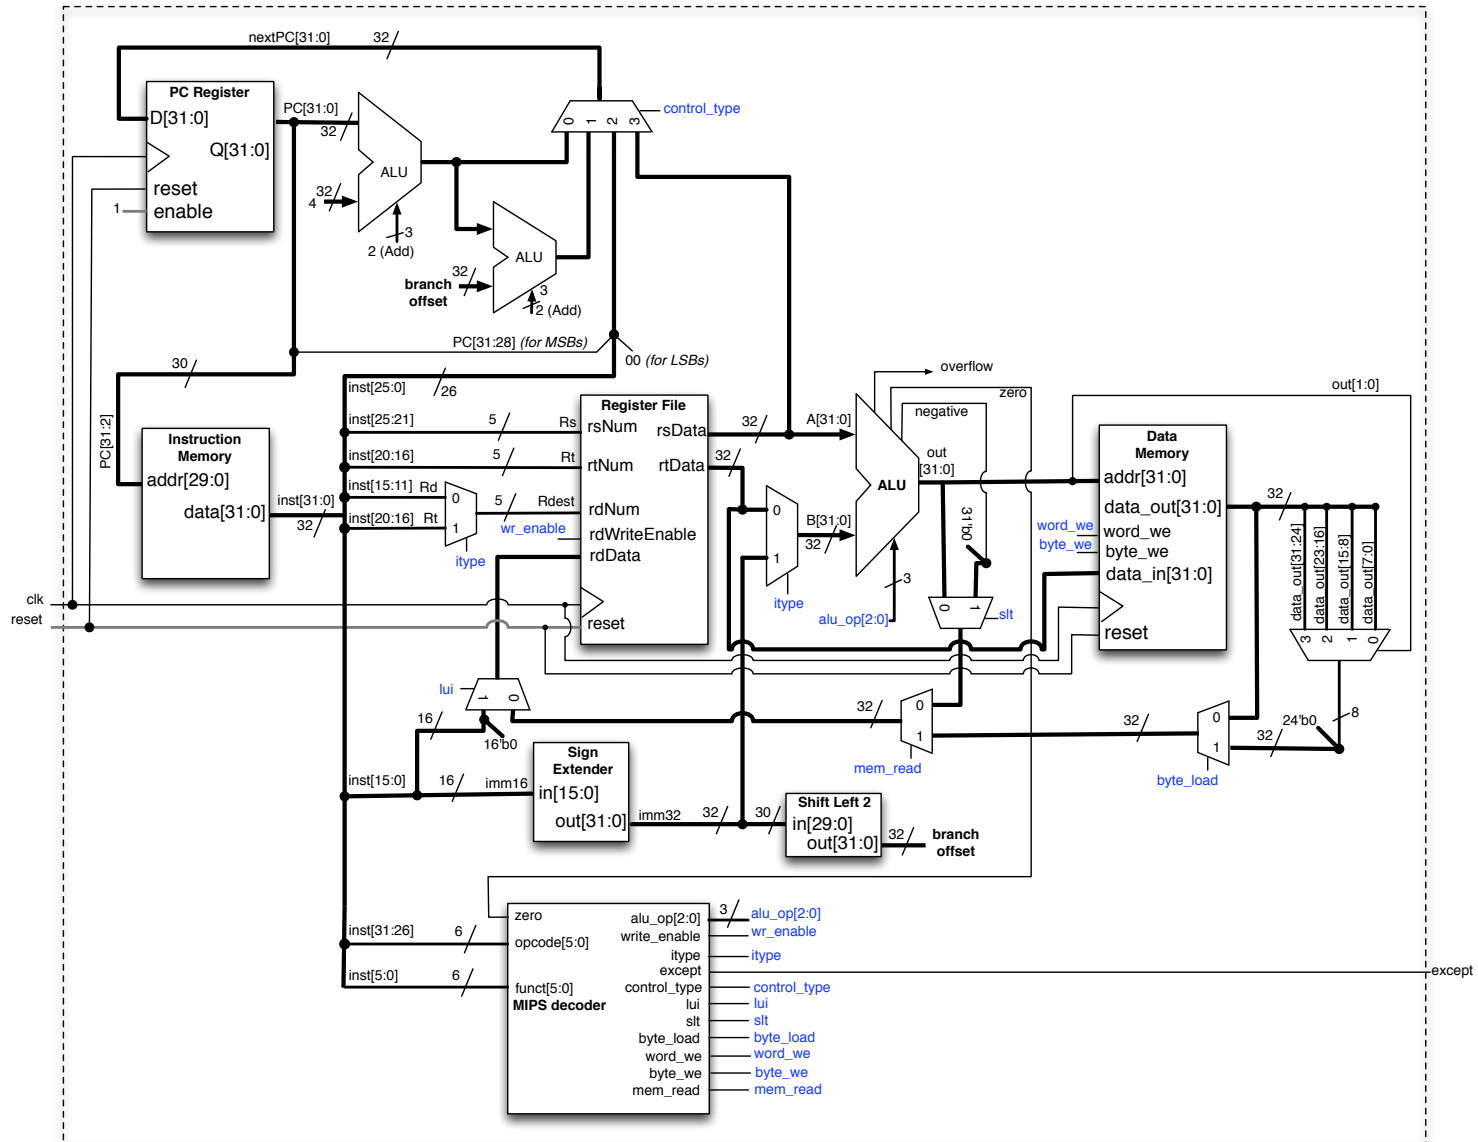 nextPC[31:0]
32
PC Register
D[31:0]
Q[31:0]
reset
1
enable
PC[31:0]
32
32
4
ALU
3
2 (Add)
0
1
2
3
control_type
ALU
32
branch
offset
3
2 (Add)
PC[31:28] (for MSBs)
00 (for LSBs)
30
PC[31:2]
inst[25:0]
26
Instruction
Memory
addr[29:0]
data[31:0]
inst[31:0]
32
inst[25:21]
5
Rs
inst[20:16]
5
Rt
inst[15:11]
Rd
inst[20:16]
Rt
0
1
itype
5
Rdest
wr_enable
Register File
rsNum
rsData
rtNum
rtData
rdNum
rdWriteEnable
rdData
reset
32
32
A[31:0]
0
1
itype
B[31:0]
32
ALU
overflow
zero
negative
out
[31:0]
3
alu_op[2:0]
31'b0
0
1
slt
out[1:0]
Data
Memory
addr[31:0]
data_out[31:0]
word_we
word_we
byte_we
byte_we
data_in[31:0]
reset
32
data_out[31:24]
data_out[23:16]
data_out[15:8]
data_out[7:0]
3
2
1
0
clk
reset
lui
1
0
16
16'b0
32
0
1
mem_read
32
0
1
byte_load
32
24'b0
8
inst[15:0]
16
imm16
Sign
Extender
in[15:0]
out[31:0]
imm32
32
30
Shift Left 2
in[29:0]
out[31:0]
32
branch
offset
zero
inst[31:26]
6
opcode[5:0]
inst[5:0]
6
funct[5:0]
MIPS decoder
alu_op[2:0]
3
alu_op[2:0]
write_enable
wr_enable
itype
itype
except
except
control_type
control_type
lui
lui
slt
slt
byte_load
byte_load
word_we
word_we
byte_we
byte_we
mem_read
mem_read